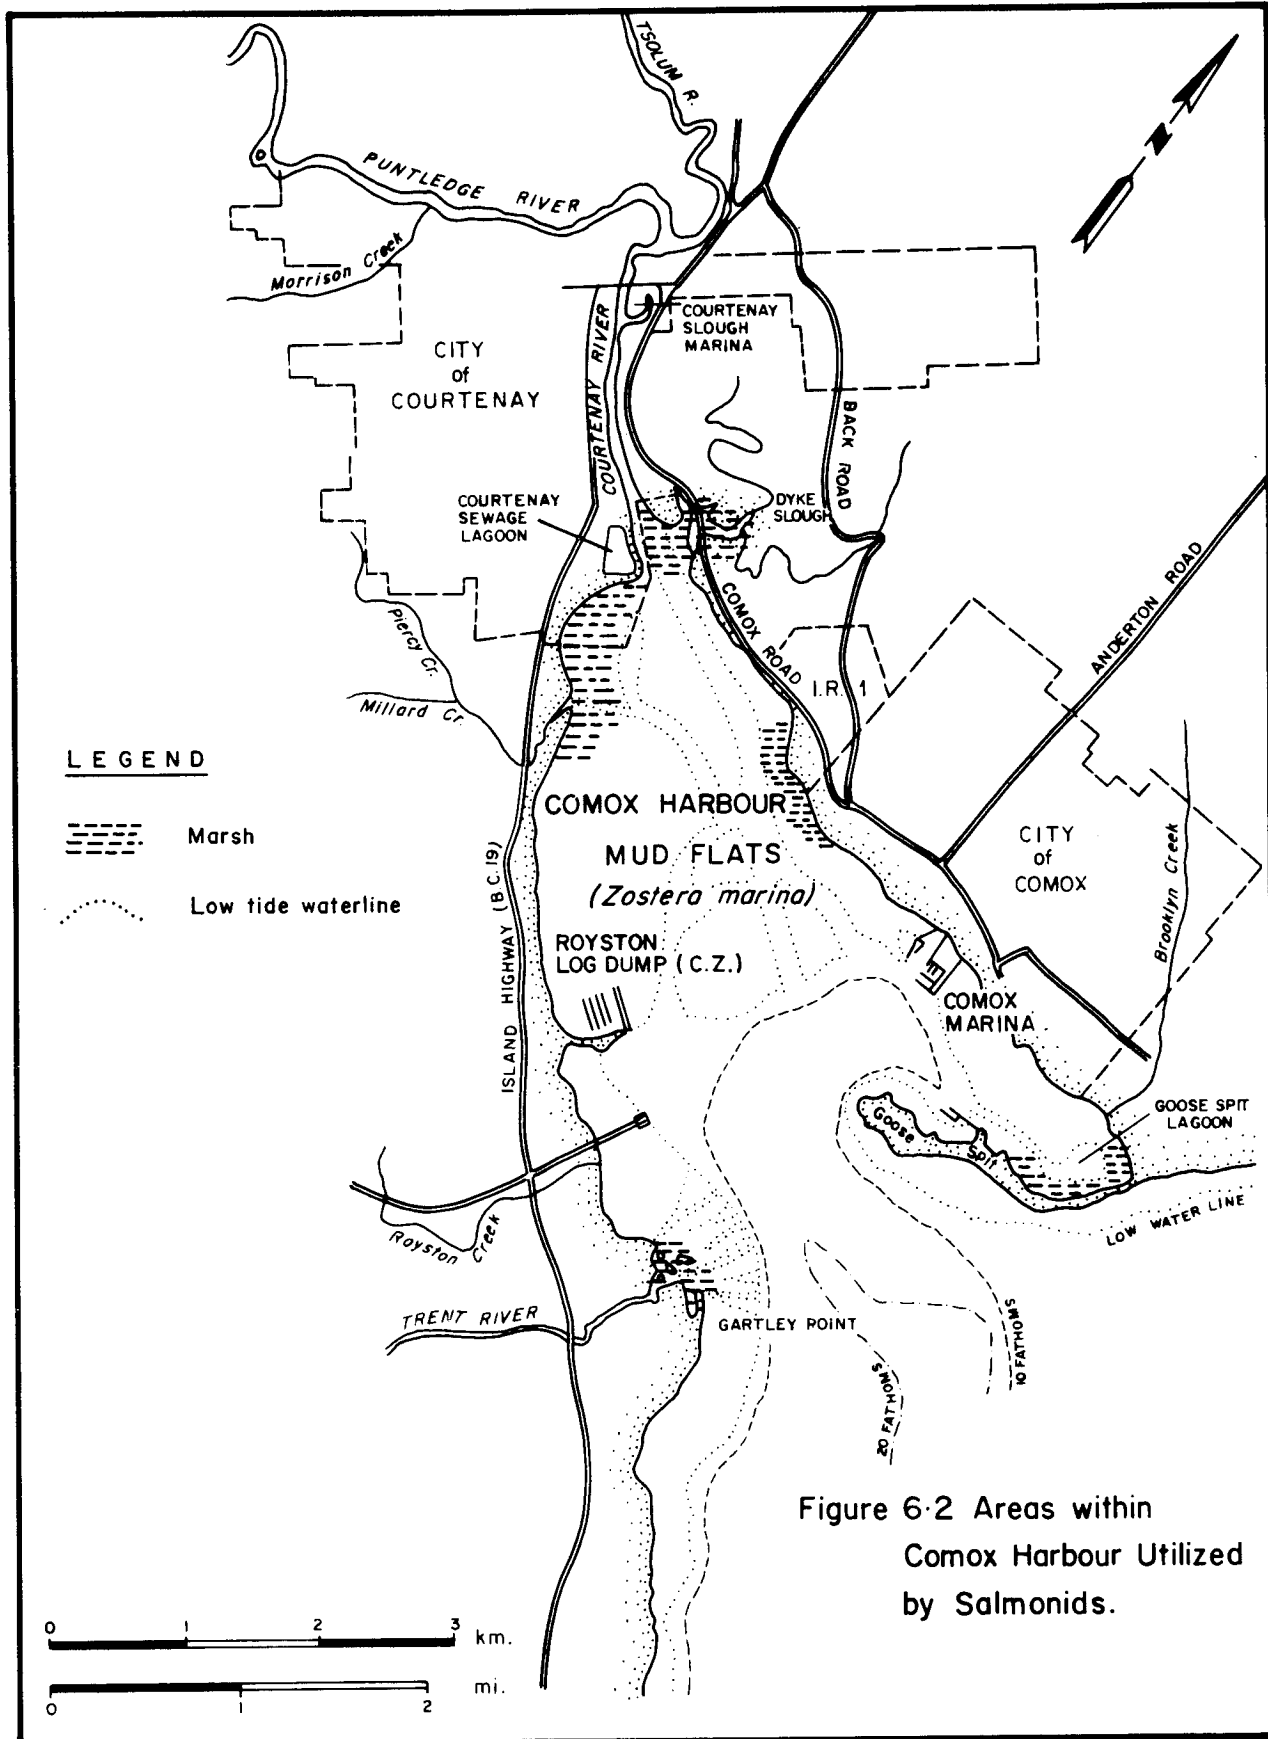 TSOLUM R.
PUNTLEDGE RIVER
N
Morrison Creek
COURTENAY
SLOUGH
MARINA
CITY
of
COURTENAY
COURTENAY RIVER
BACK ROAD
COURTENAY
SEWAGE
LAGOON
DYKE
SLOUGH
ANDERTON ROAD
COMOX ROAD
Piercy Cr.
I.R. 1
Millard Cr.
LEGEND
Marsh
Low tide waterline
COMOX HARBOUR
MUD FLATS
(Zostera marina)
CITY
of
COMOX
Brooklyn Creek
ISLAND HIGHWAY (B.C.19)
ROYSTON
LOG DUMP (C.Z.)
COMOX
MARINA
GOOSE SPIT
LAGOON
Goose Spit
LOW WATER LINE
Royston Creek
TRENT RIVER
GARTLEY POINT
10 FATHOMS
20 FATHOMS
Figure 6·2 Areas within
Comox Harbour Utilized
by Salmonids.
0 1 2 3 km.
mi.
0 1 2